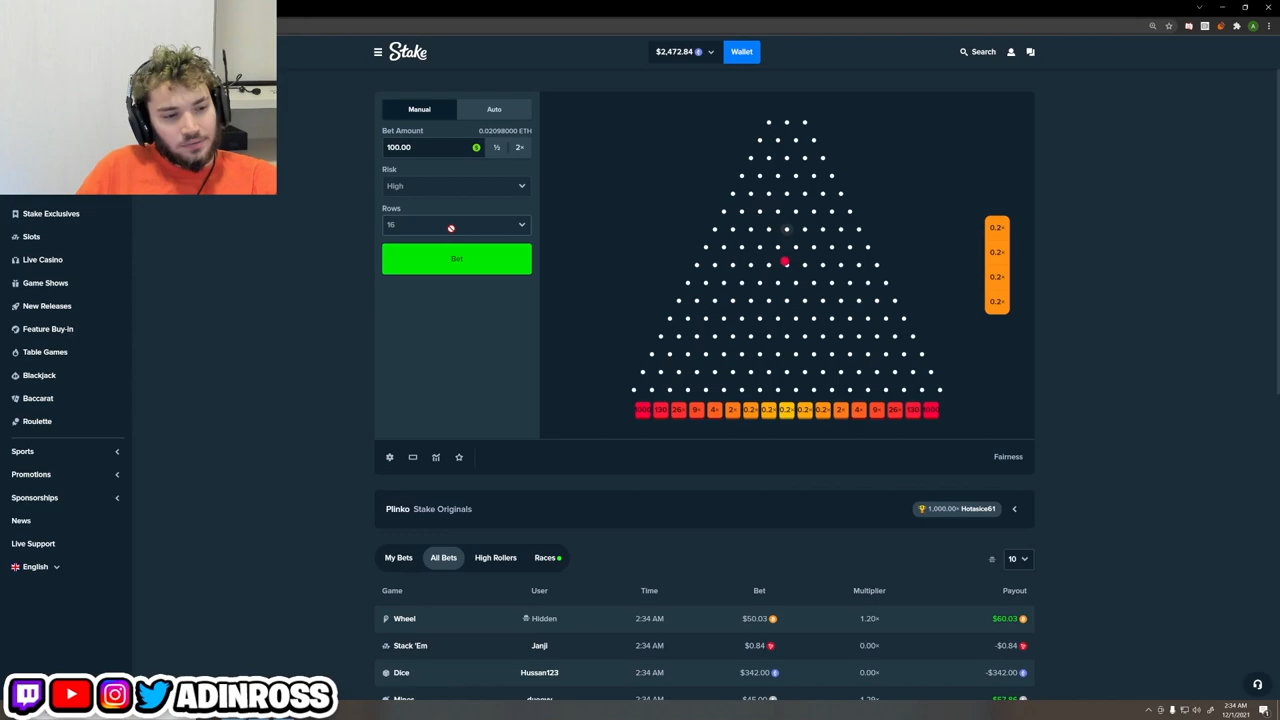 Stake
$2,472.84
Wallet
Search
Manual
Auto
Bet Amount
0.02098000 ETH
100.00
½
2×
Risk
High
Rows
16
Bet
0.2×
0.2×
0.2×
0.2×
1000 130 26× 9× 4× 2× 0.2× 0.2× 0.2× 0.2× 0.2× 2× 4× 9× 26× 130 1000
Stake Exclusives
Slots
Live Casino
Game Shows
New Releases
Feature Buy-in
Table Games
Blackjack
Baccarat
Roulette
Sports
Promotions
Sponsorships
News
Live Support
English
Fairness
Plinko Stake Originals
1,000.00× Hotasice61
My Bets
All Bets
High Rollers
Races
10
Game User Time Bet Multiplier Payout
Wheel Hidden 2:34 AM $50.03 1.20× $60.03
Stack 'Em Janji 2:34 AM $0.84 0.00× -$0.84
Dice Hussan123 2:34 AM $342.00 0.00× -$342.00
ADINROSS
2:34 AM
12/1/2021